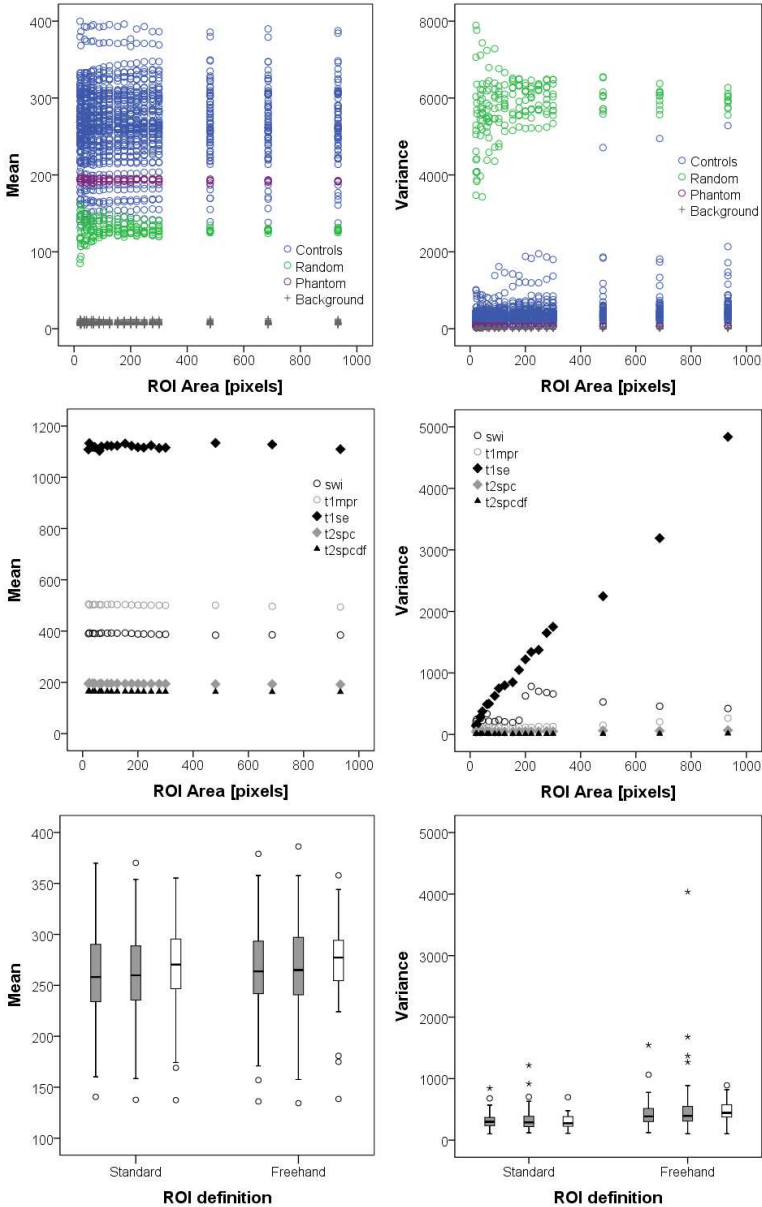 400
300
200
100
0
Mean
Controls
Random
Phantom
Background
0 200 400 600 800 1000
ROI Area [pixels]
8000
6000
4000
2000
0
Variance
Controls
Random
Phantom
Background
0 200 400 600 800 1000
ROI Area [pixels]
1200
1000
800
600
400
200
0
Mean
swi
t1mpr
t1se
t2spc
t2spcdf
0 200 400 600 800 1000
ROI Area [pixels]
5000
4000
3000
2000
1000
0
Variance
swi
t1mpr
t1se
t2spc
t2spcdf
0 200 400 600 800 1000
ROI Area [pixels]
400
350
300
250
200
150
100
Mean
Standard Freehand
ROI definition
5000
4000
3000
2000
1000
0
Variance
Standard Freehand
ROI definition